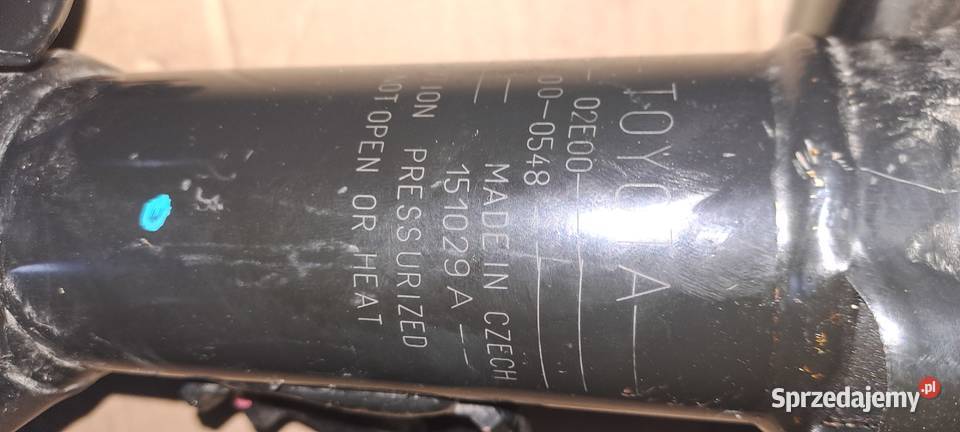 TOYOTA
-02E00
00-0548
MADE IN CZECH
151029A
PRESSURIZED
OPEN OR HEAT
Sprzedajemy.pl